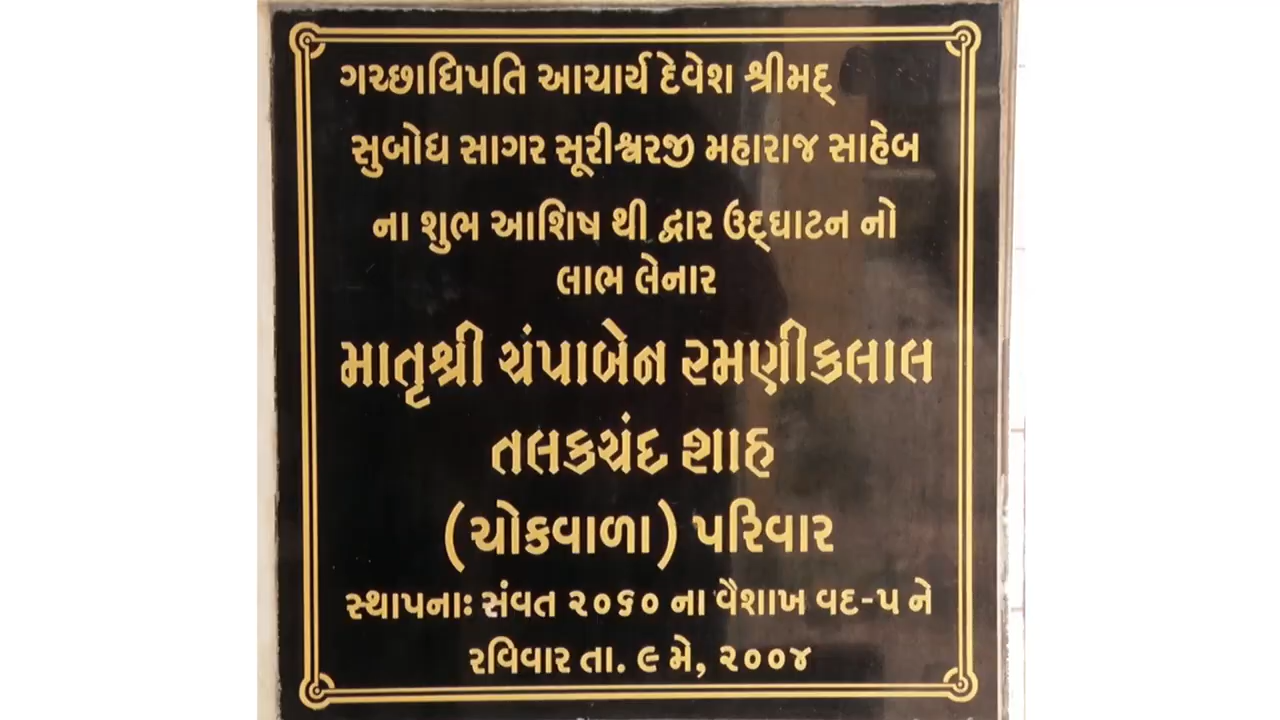 ગચ્છાધિપતિ આચાર્ય દેવેશ શ્રીમદ્
સુબોધ સાગર સૂરીશ્વરજી મહારાજ સાહેબ
ના શુભ આશિષ થી દ્વાર ઉદ્ઘાટન નો
લાભ લેનાર
માતૃશ્રી ચંપાબેન રમણીકલાલ
તલકચંદ શાહ
(ચોકવાળા) પરિવાર
સ્થાપનાઃ સંવત ૨૦૬૦ ના વૈશાખ વદ-૫ ને
રવિવાર તા. ૯ મે, ૨૦૦૪